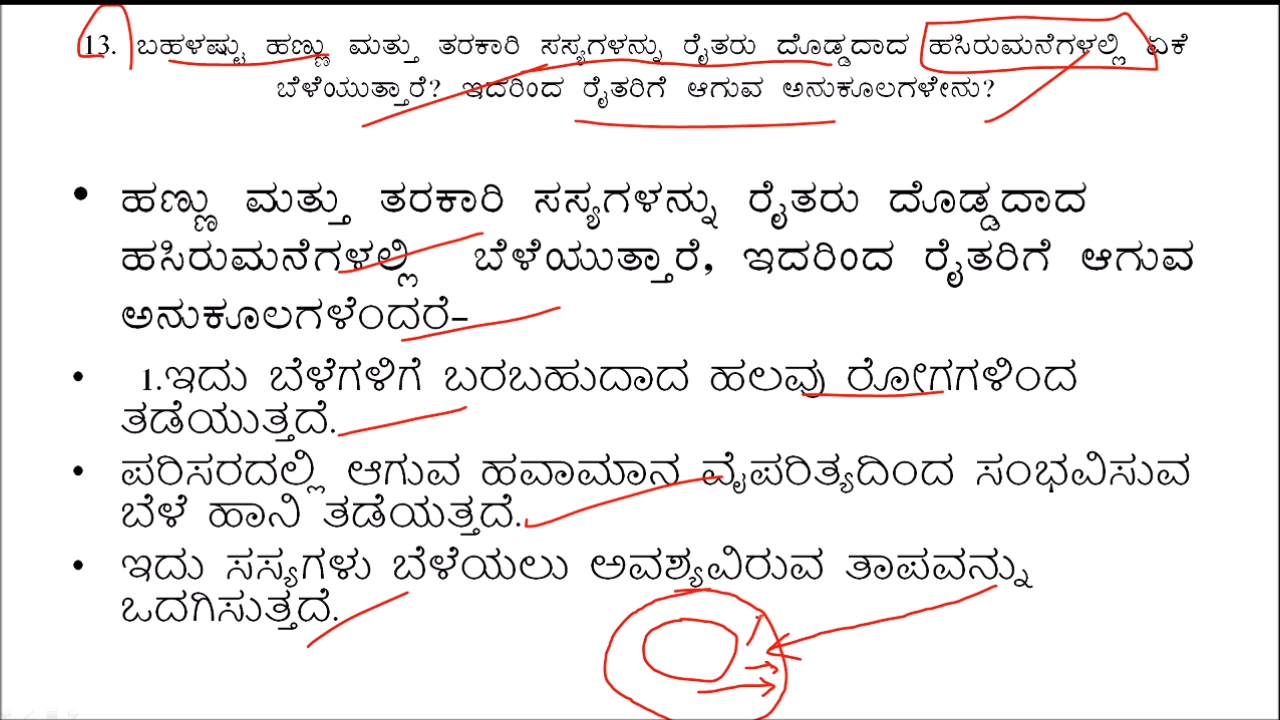 13. ಬಹಳಷ್ಟು ಹಣ್ಣು ಮತ್ತು ತರಕಾರಿ ಸಸ್ಯಗಳನ್ನು ರೈತರು ದೊಡ್ಡದಾದ ಹಸಿರುಮನೆಗಳಲ್ಲಿ ಏಕೆ
ಬೆಳೆಯುತ್ತಾರೆ? ಇದರಿಂದ ರೈತರಿಗೆ ಆಗುವ ಅನುಕೂಲಗಳೇನು?
• ಹಣ್ಣು ಮತ್ತು ತರಕಾರಿ ಸಸ್ಯಗಳನ್ನು ರೈತರು ದೊಡ್ಡದಾದ
ಹಸಿರುಮನೆಗಳಲ್ಲಿ ಬೆಳೆಯುತ್ತಾರೆ, ಇದರಿಂದ ರೈತರಿಗೆ ಆಗುವ
ಅನುಕೂಲಗಳೆಂದರೆ-
• 1.ಇದು ಬೆಳೆಗಳಿಗೆ ಬರಬಹುದಾದ ಹಲವು ರೋಗಗಳಿಂದ
ತಡೆಯುತ್ತದೆ.
• ಪರಿಸರದಲ್ಲಿ ಆಗುವ ಹವಾಮಾನ ವೈಪರಿತ್ಯದಿಂದ ಸಂಭವಿಸುವ
ಬೆಳೆ ಹಾನಿ ತಡೆಯತ್ತದೆ.
• ಇದು ಸಸ್ಯಗಳು ಬೆಳೆಯಲು ಅವಶ್ಯವಿರುವ ತಾಪವನ್ನು
ಒದಗಿಸುತ್ತದೆ.